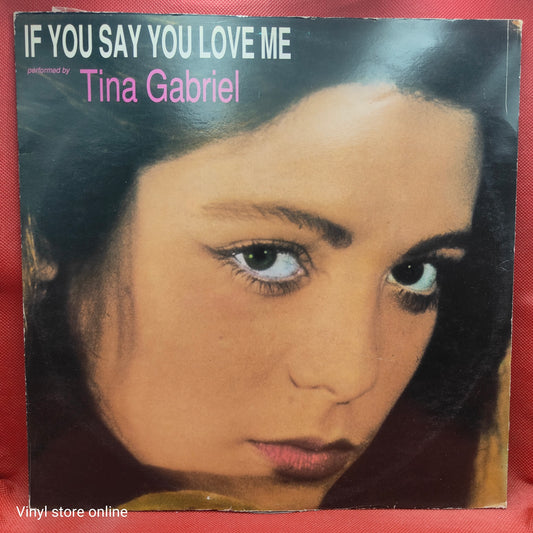 IF YOU SAY YOU LOVE ME
performed by Tina Gabriel
Vinyl store online